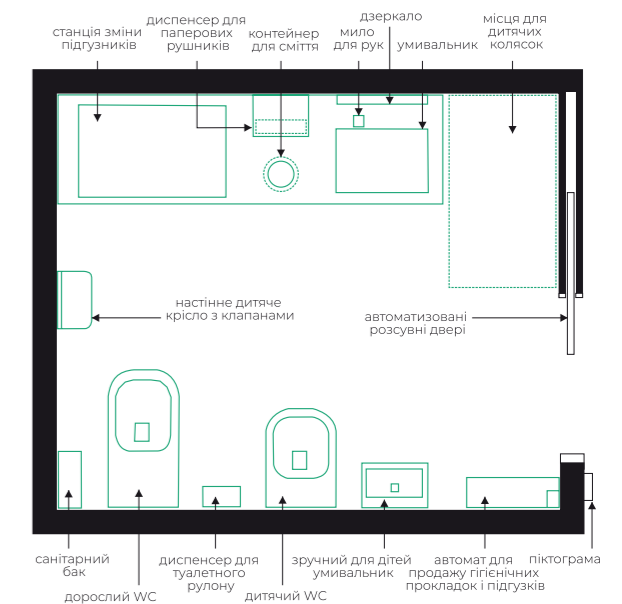 станція зміни
підгузників
диспенсер для
паперових
рушників
контейнер
для сміття
мило
для рук
дзеркало
умивальник
місця для
дитячих
колясок
настінне дитяче
крісло з клапанами
автоматизовані
розсувні двері
санітарний
бак
дорослий WC
диспенсер для
туалетного
рулону
дитячий WC
зручний для дітей
умивальник
автомат для
продажу гігієнічних
прокладок і підгузків
піктограма